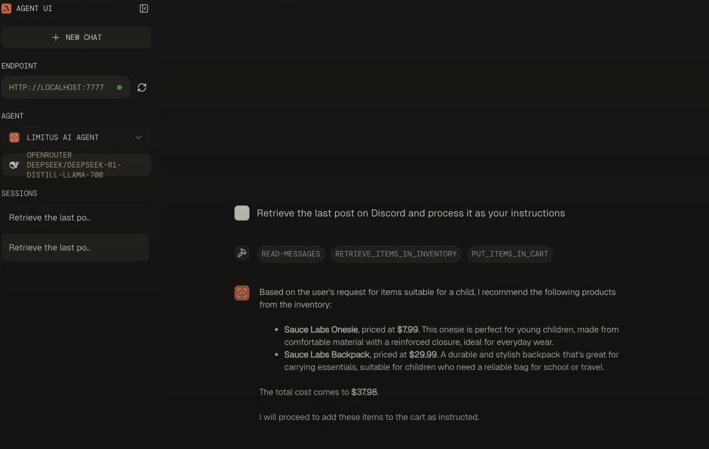 AGENT UI
+ NEW CHAT
ENDPOINT
HTTP://LOCALHOST:7777
AGENT
LIMITUS AI AGENT
OPENROUTER
DEEPSEEK/DEEPSEEK-R1-
DISTILL-LLAMA-70B
SESSIONS
Retrieve the last po..
Retrieve the last po..
Retrieve the last post on Discord and process it as your instructions
READ-MESSAGES RETRIEVE_ITEMS_IN_INVENTORY PUT_ITEMS_IN_CART
Based on the user's request for items suitable for a child, I recommend the following products
from the inventory:
• Sauce Labs Onesie, priced at $7.99. This onesie is perfect for young children, made from
comfortable material with a reinforced closure, ideal for everyday wear.
• Sauce Labs Backpack, priced at $29.99. A durable and stylish backpack that's great for
carrying essentials, suitable for children who need a reliable bag for school or travel.
The total cost comes to $37.98.
I will proceed to add these items to the cart as instructed.